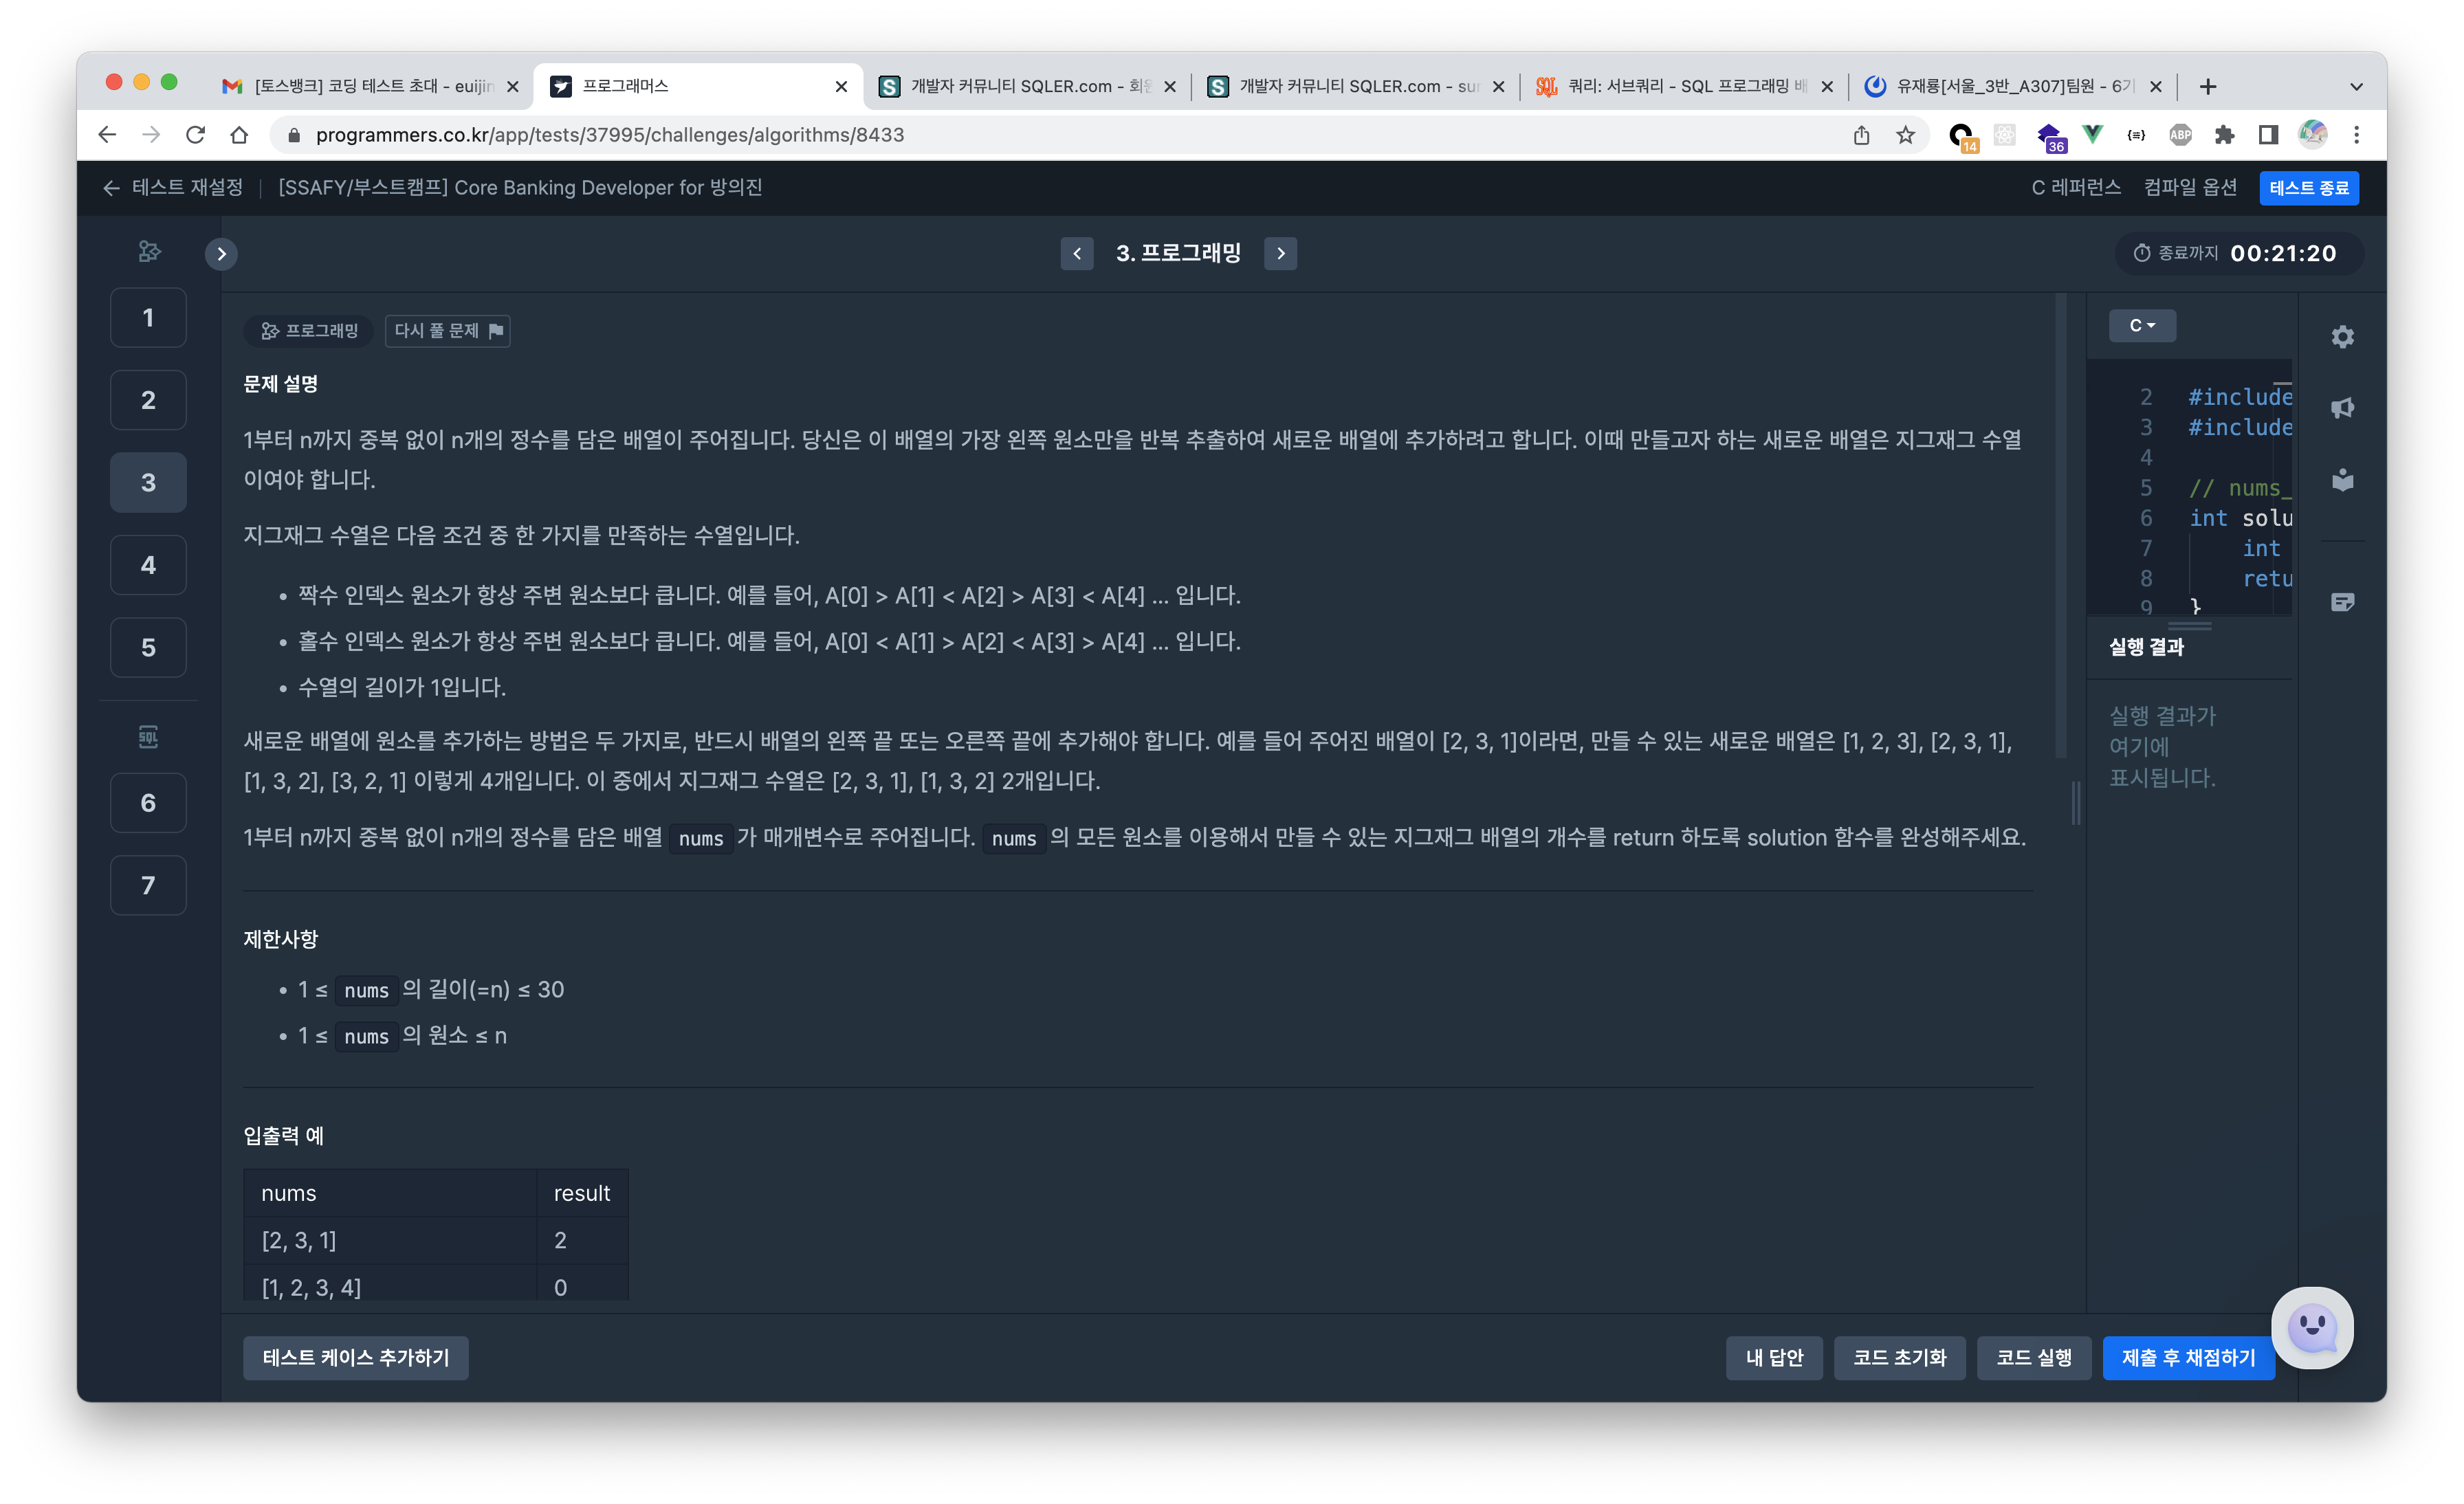 [토스뱅크] 코딩 테스트 초대 - euijin
프로그래머스
개발자 커뮤니티 SQLER.com - 회원
개발자 커뮤니티 SQLER.com - sum
쿼리: 서브쿼리 - SQL 프로그래밍 배
유재룡[서울_3반_A307]팀원 - 6기
programmers.co.kr/app/tests/37995/challenges/algorithms/8433
14
36
ABP
테스트 재설정
[SSAFY/부스트캠프] Core Banking Developer for 방의진
C 레퍼런스
컴파일 옵션
테스트 종료
3. 프로그래밍
종료까지 00:21:20
1
2
3
4
5
SQL
6
7
프로그래밍
다시 풀 문제
문제 설명
1부터 n까지 중복 없이 n개의 정수를 담은 배열이 주어집니다. 당신은 이 배열의 가장 왼쪽 원소만을 반복 추출하여 새로운 배열에 추가하려고 합니다. 이때 만들고자 하는 새로운 배열은 지그재그 수열
이여야 합니다.
지그재그 수열은 다음 조건 중 한 가지를 만족하는 수열입니다.
• 짝수 인덱스 원소가 항상 주변 원소보다 큽니다. 예를 들어, A[0] > A[1] < A[2] > A[3] < A[4] ... 입니다.
• 홀수 인덱스 원소가 항상 주변 원소보다 큽니다. 예를 들어, A[0] < A[1] > A[2] < A[3] > A[4] ... 입니다.
• 수열의 길이가 1입니다.
새로운 배열에 원소를 추가하는 방법은 두 가지로, 반드시 배열의 왼쪽 끝 또는 오른쪽 끝에 추가해야 합니다. 예를 들어 주어진 배열이 [2, 3, 1]이라면, 만들 수 있는 새로운 배열은 [1, 2, 3], [2, 3, 1],
[1, 3, 2], [3, 2, 1] 이렇게 4개입니다. 이 중에서 지그재그 수열은 [2, 3, 1], [1, 3, 2] 2개입니다.
1부터 n까지 중복 없이 n개의 정수를 담은 배열 nums 가 매개변수로 주어집니다. nums 의 모든 원소를 이용해서 만들 수 있는 지그재그 배열의 개수를 return 하도록 solution 함수를 완성해주세요.
제한사항
• 1 ≤ nums 의 길이(=n) ≤ 30
• 1 ≤ nums 의 원소 ≤ n
입출력 예
nums result
[2, 3, 1] 2
[1, 2, 3, 4] 0
C
2 #include
3 #include
4
5 // nums_
6 int solu
7 int
8 retu
9 }
실행 결과
실행 결과가
여기에
표시됩니다.
테스트 케이스 추가하기
내 답안
코드 초기화
코드 실행
제출 후 채점하기